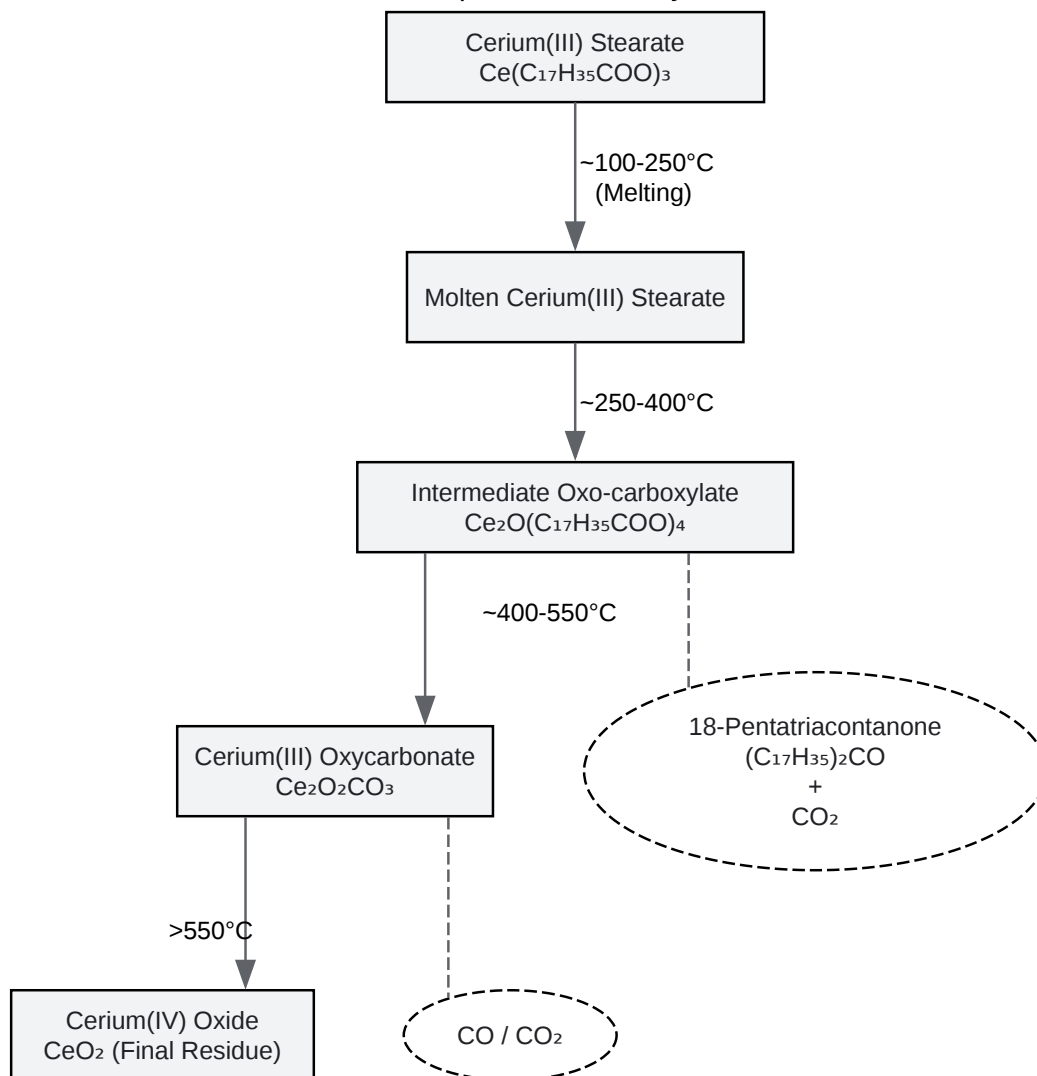 Cerium(III) Stearate
Ce(C₁₇H₃₅COO)₃
~100-250°C
(Melting)
Molten Cerium(III) Stearate
~250-400°C
Intermediate Oxo-carboxylate
Ce₂O(C₁₇H₃₅COO)₄
~400-550°C
18-Pentatriacontanone
(C₁₇H₃₅)₂CO
+
CO₂
Cerium(III) Oxycarbonate
Ce₂O₂CO₃
>550°C
Cerium(IV) Oxide
CeO₂ (Final Residue)
CO / CO₂